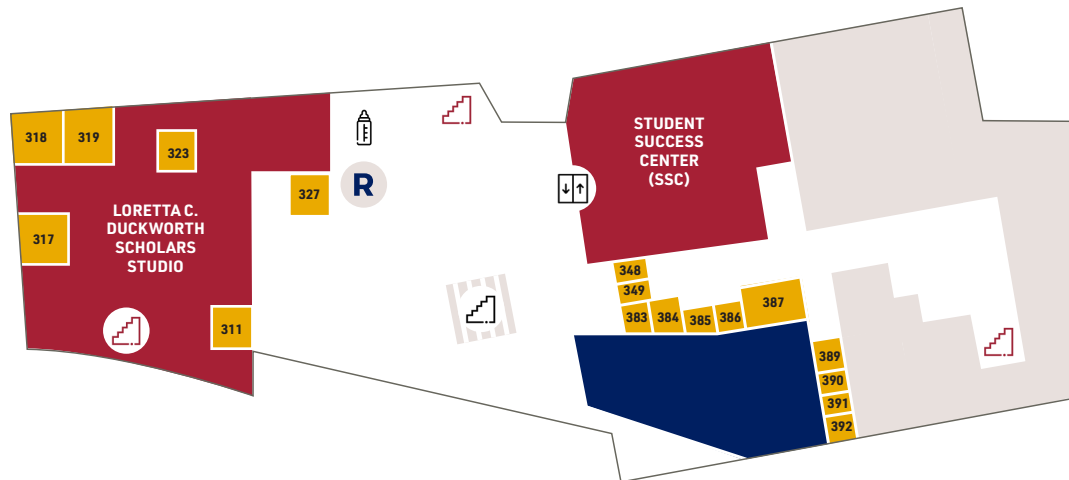 318
319
323
327
R
317
LORETTA C.
DUCKWORTH
SCHOLARS
STUDIO
311
STUDENT
SUCCESS
CENTER
(SSC)
348
349
383
384
385
386
387
389
390
391
392